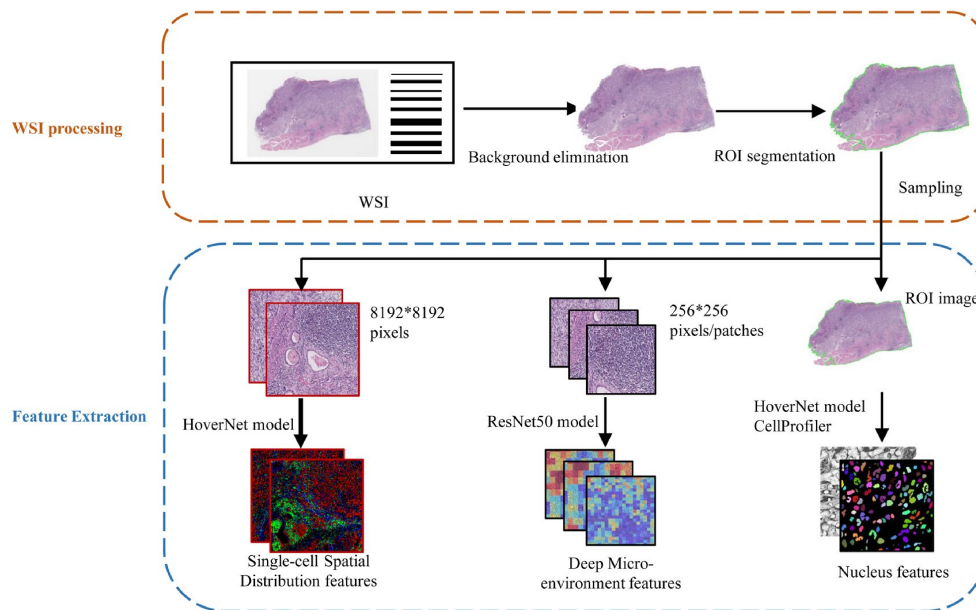 WSI processing
WSI
Background elimination
ROI segmentation
Sampling
Feature Extraction
8192*8192
pixels
256*256
pixels/patches
ROI image
HoverNet model
ResNet50 model
HoverNet model
CellProfiler
Single-cell Spatial
Distribution features
Deep Micro-
environment features
Nucleus features